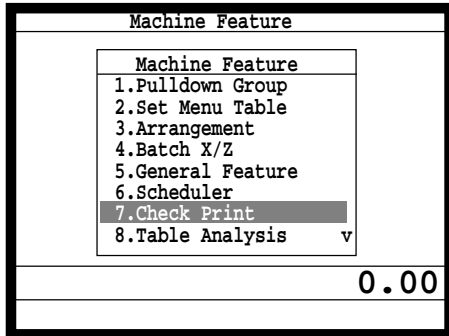 Machine Feature
Machine Feature
1.Pulldown Group
2.Set Menu Table
3.Arrangement
4.Batch X/Z
5.General Feature
6.Scheduler
7.Check Print
8.Table Analysis v
0.00